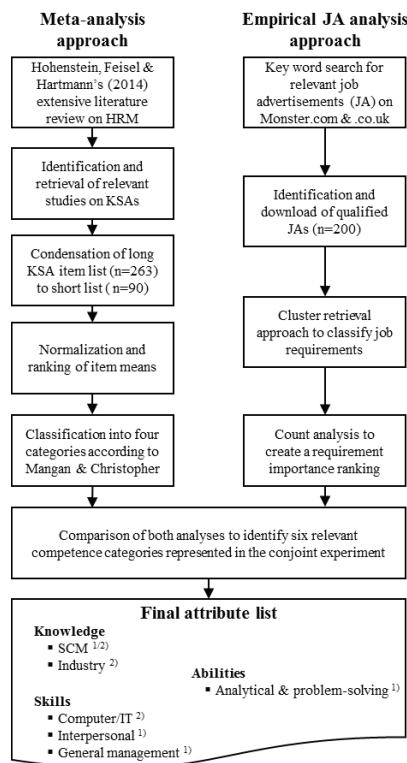 Meta-analysis
approach
Hohenstein, Feisel &
Hartmann's (2014)
extensive literature
review on HRM
Identification and
retrieval of relevant
studies on KSAs
Condensation of long
KSA item list (n=263)
to short list ( n=90)
Normalization and
ranking of item means
Classification into four
categories according to
Mangan & Christopher
Empirical JA analysis
approach
Key word search for
relevant job
advertisements (JA) on
Monster.com & .co.uk
Identification and
download of qualified
JAs (n=200)
Cluster retrieval
approach to classify job
requirements
Count analysis to
create a requirement
importance ranking
Comparison of both analyses to identify six relevant
competence categories represented in the conjoint experiment
Final attribute list
Knowledge
▪ SCM 1/2)
▪ Industry 2)
Skills
▪ Computer/IT 2)
▪ Interpersonal 1)
▪ General management 1)
Abilities
▪ Analytical & problem-solving 1)